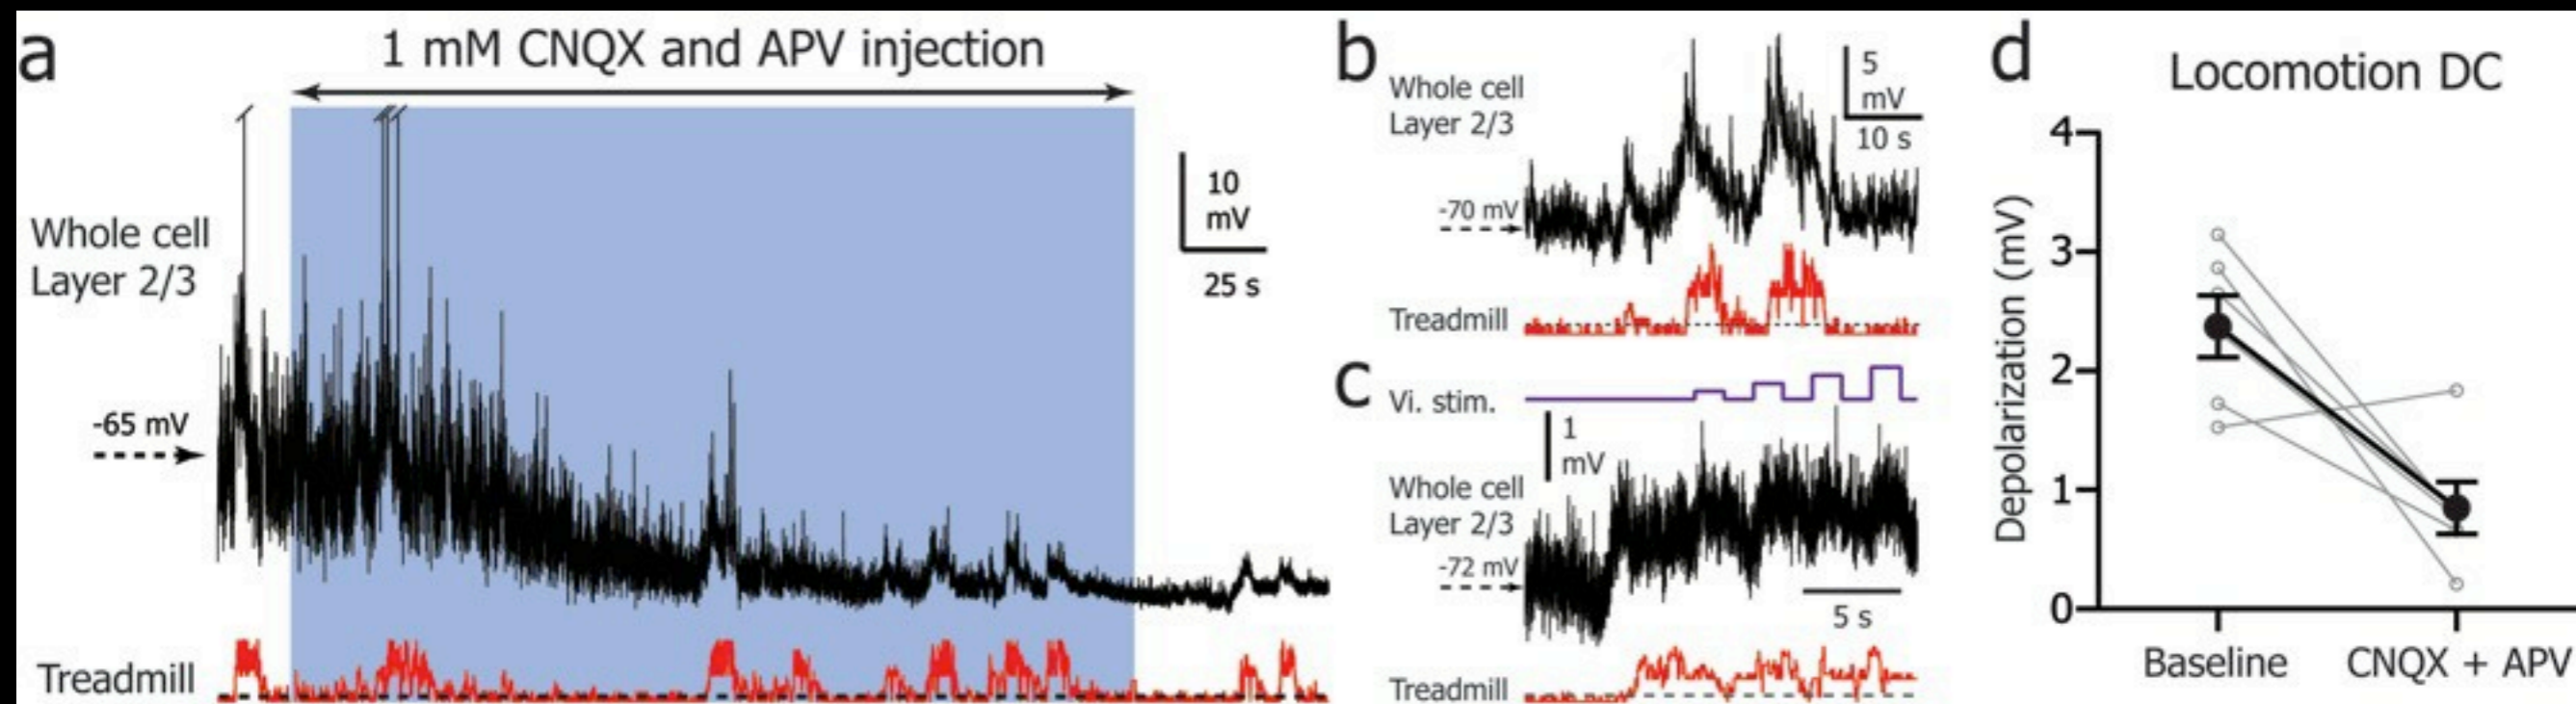 a
1 mM CNQX and APV injection
Whole cell
Layer 2/3
10
mV
25 s
-65 mV
Treadmill
b
Whole cell
Layer 2/3
5
mV
10 s
-70 mV
Treadmill
c
Vi. stim.
1
mV
Whole cell
Layer 2/3
-72 mV
5 s
Treadmill
d
Locomotion DC
Depolarization (mV)
4
3
2
1
0
Baseline
CNQX + APV